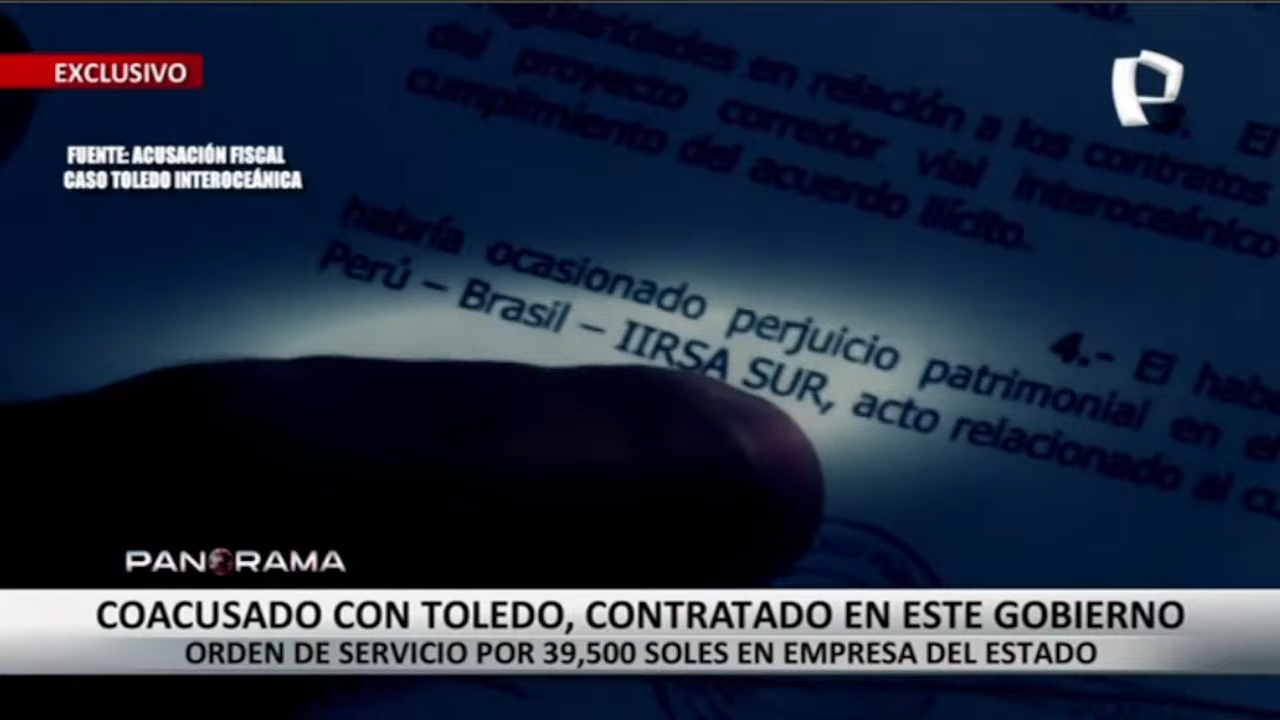 EXCLUSIVO
FUENTE: ACUSACIÓN FISCAL
CASO TOLEDO INTEROCEÁNICA
en relación a los contratos
del proyecto corredor vial interoceánico
cumplimiento del acuerdo ilícito.
3. El
4.- El
habría ocasionado perjuicio patrimonial en
Perú – Brasil – IIRSA SUR, acto relacionado al
PANORAMA
COACUSADO CON TOLEDO, CONTRATADO EN ESTE GOBIERNO
ORDEN DE SERVICIO POR 39,500 SOLES EN EMPRESA DEL ESTADO